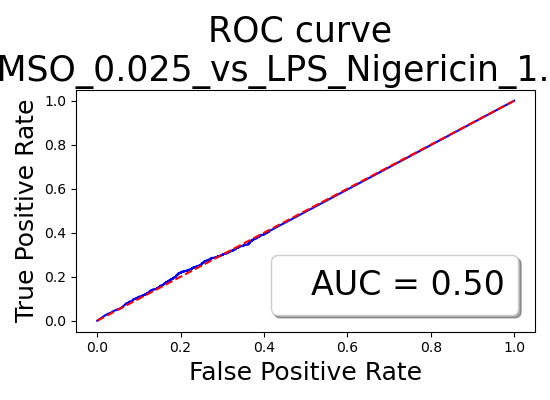 ROC curve
MSO_0.025_vs_LPS_Nigericin_1.
1.0
0.8
0.6
0.4
0.2
0.0
True Positive Rate
AUC = 0.50
0.0 0.2 0.4 0.6 0.8 1.0
False Positive Rate